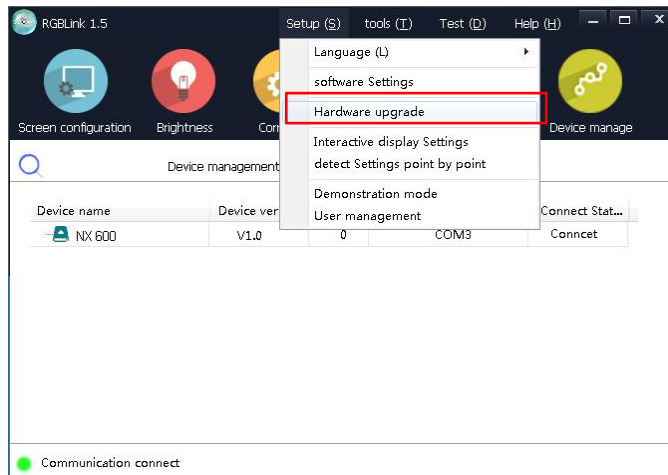 RGBLink 1.5
Setup (S) tools (T) Test (D) Help (H)
Language (L)
software Settings
Hardware upgrade
Interactive display Settings
detect Settings point by point
Demonstration mode
User management
Screen configuration Brightness Corr Device manage
Device management
Device name Device ver Connect Stat...
NX 600 V1.0 0 COM3 Conncet
Communication connect